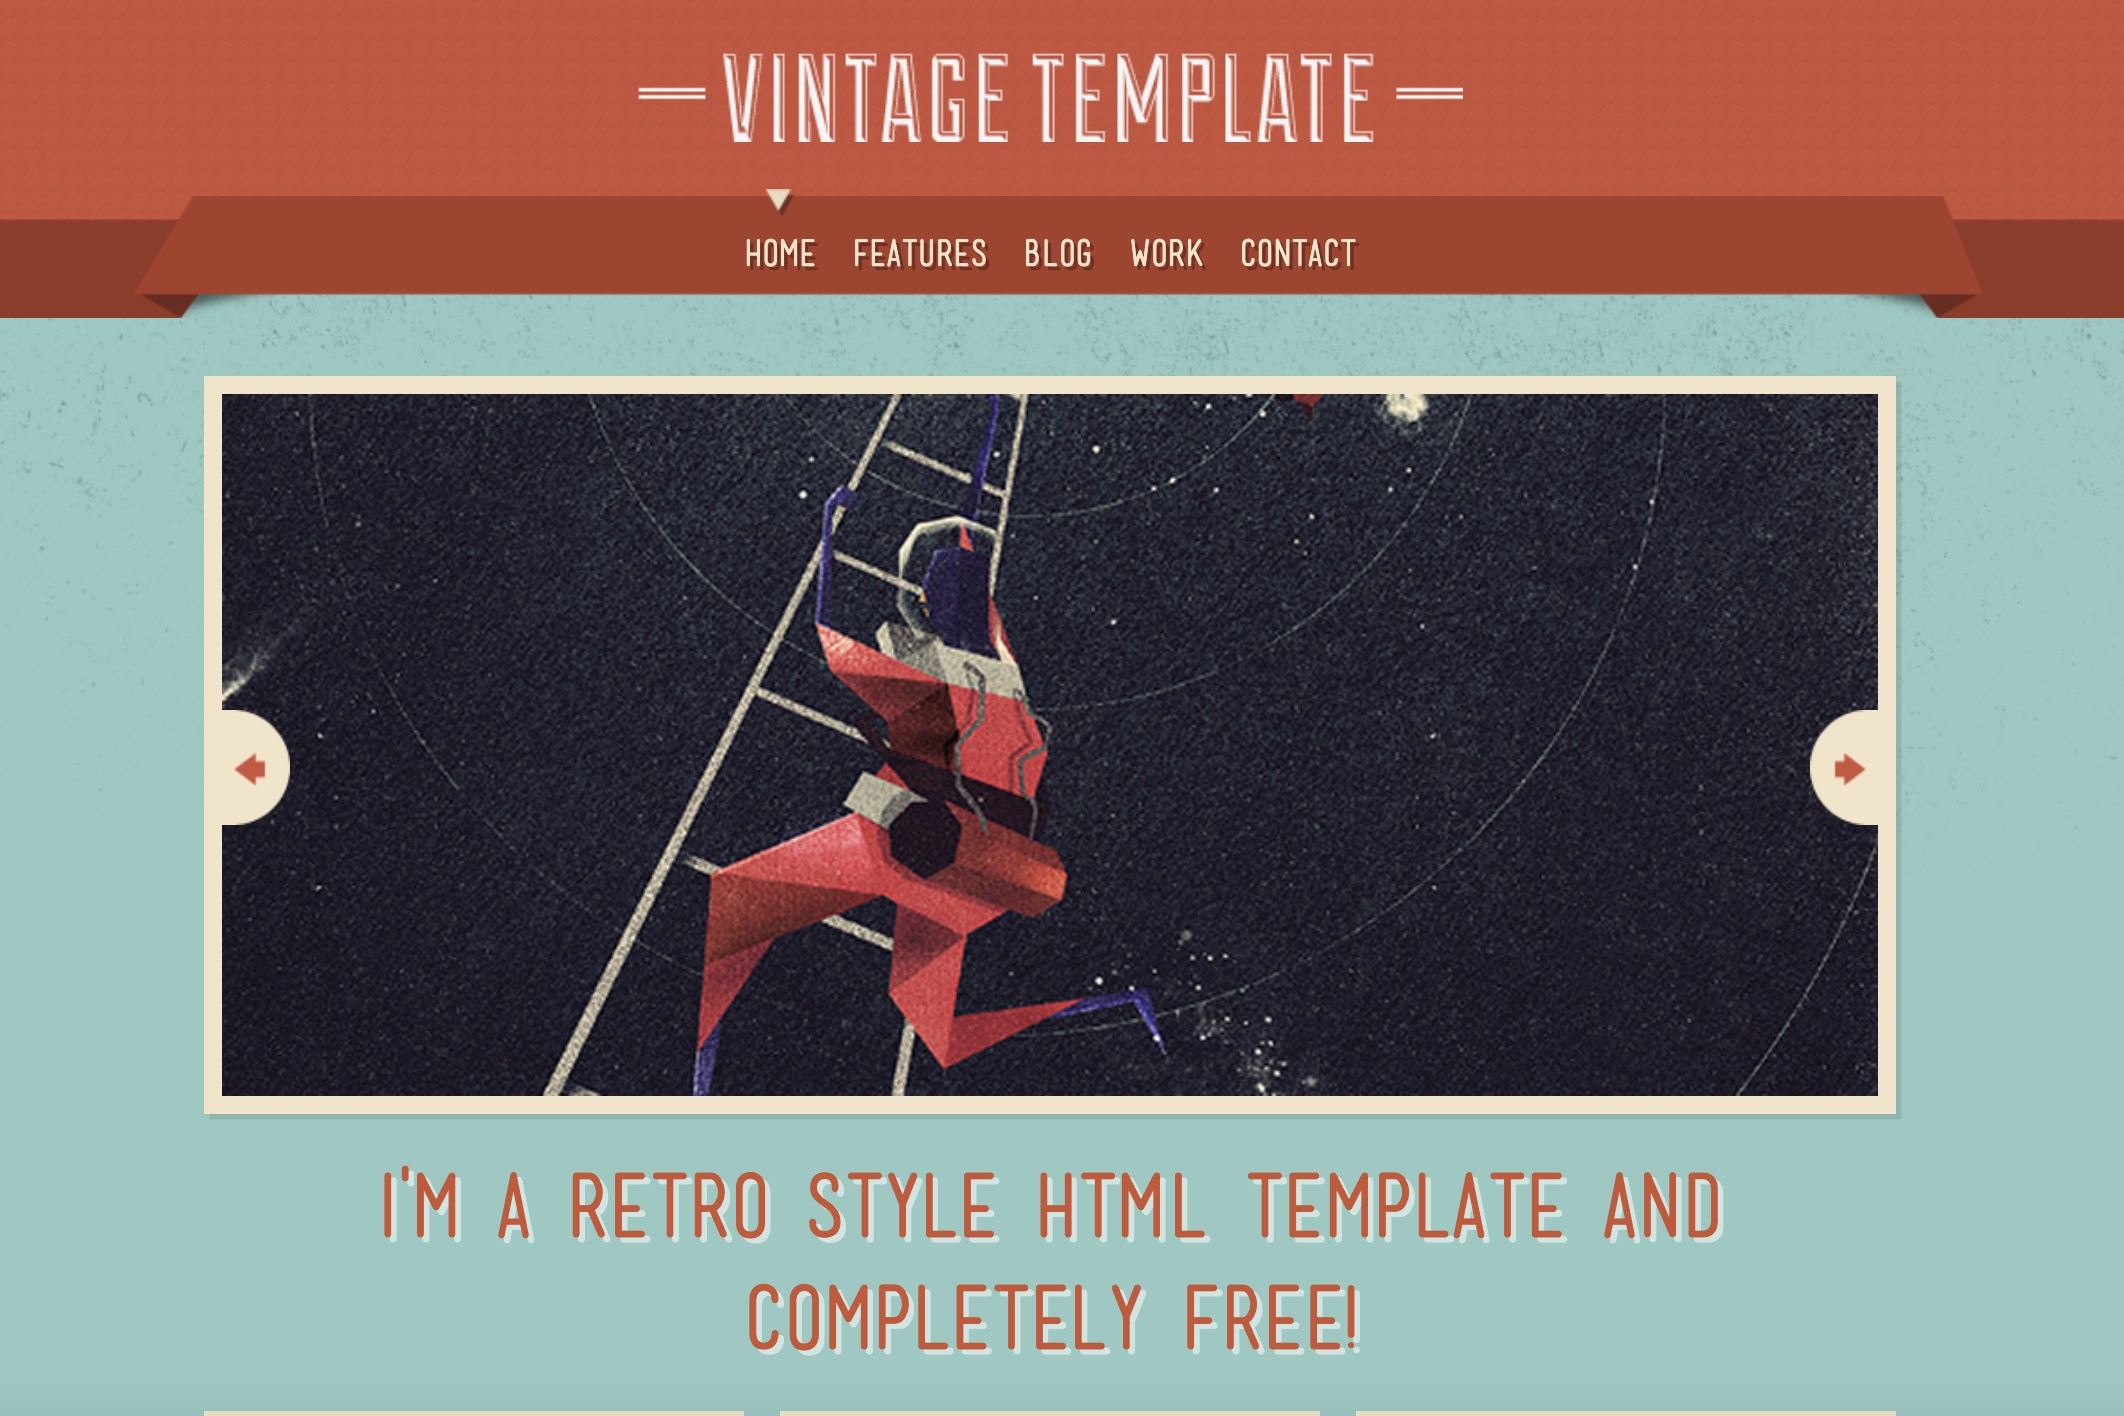 VINTAGE TEMPLATE
HOME FEATURES BLOG WORK CONTACT
I'M A RETRO STYLE HTML TEMPLATE AND
COMPLETELY FREE!